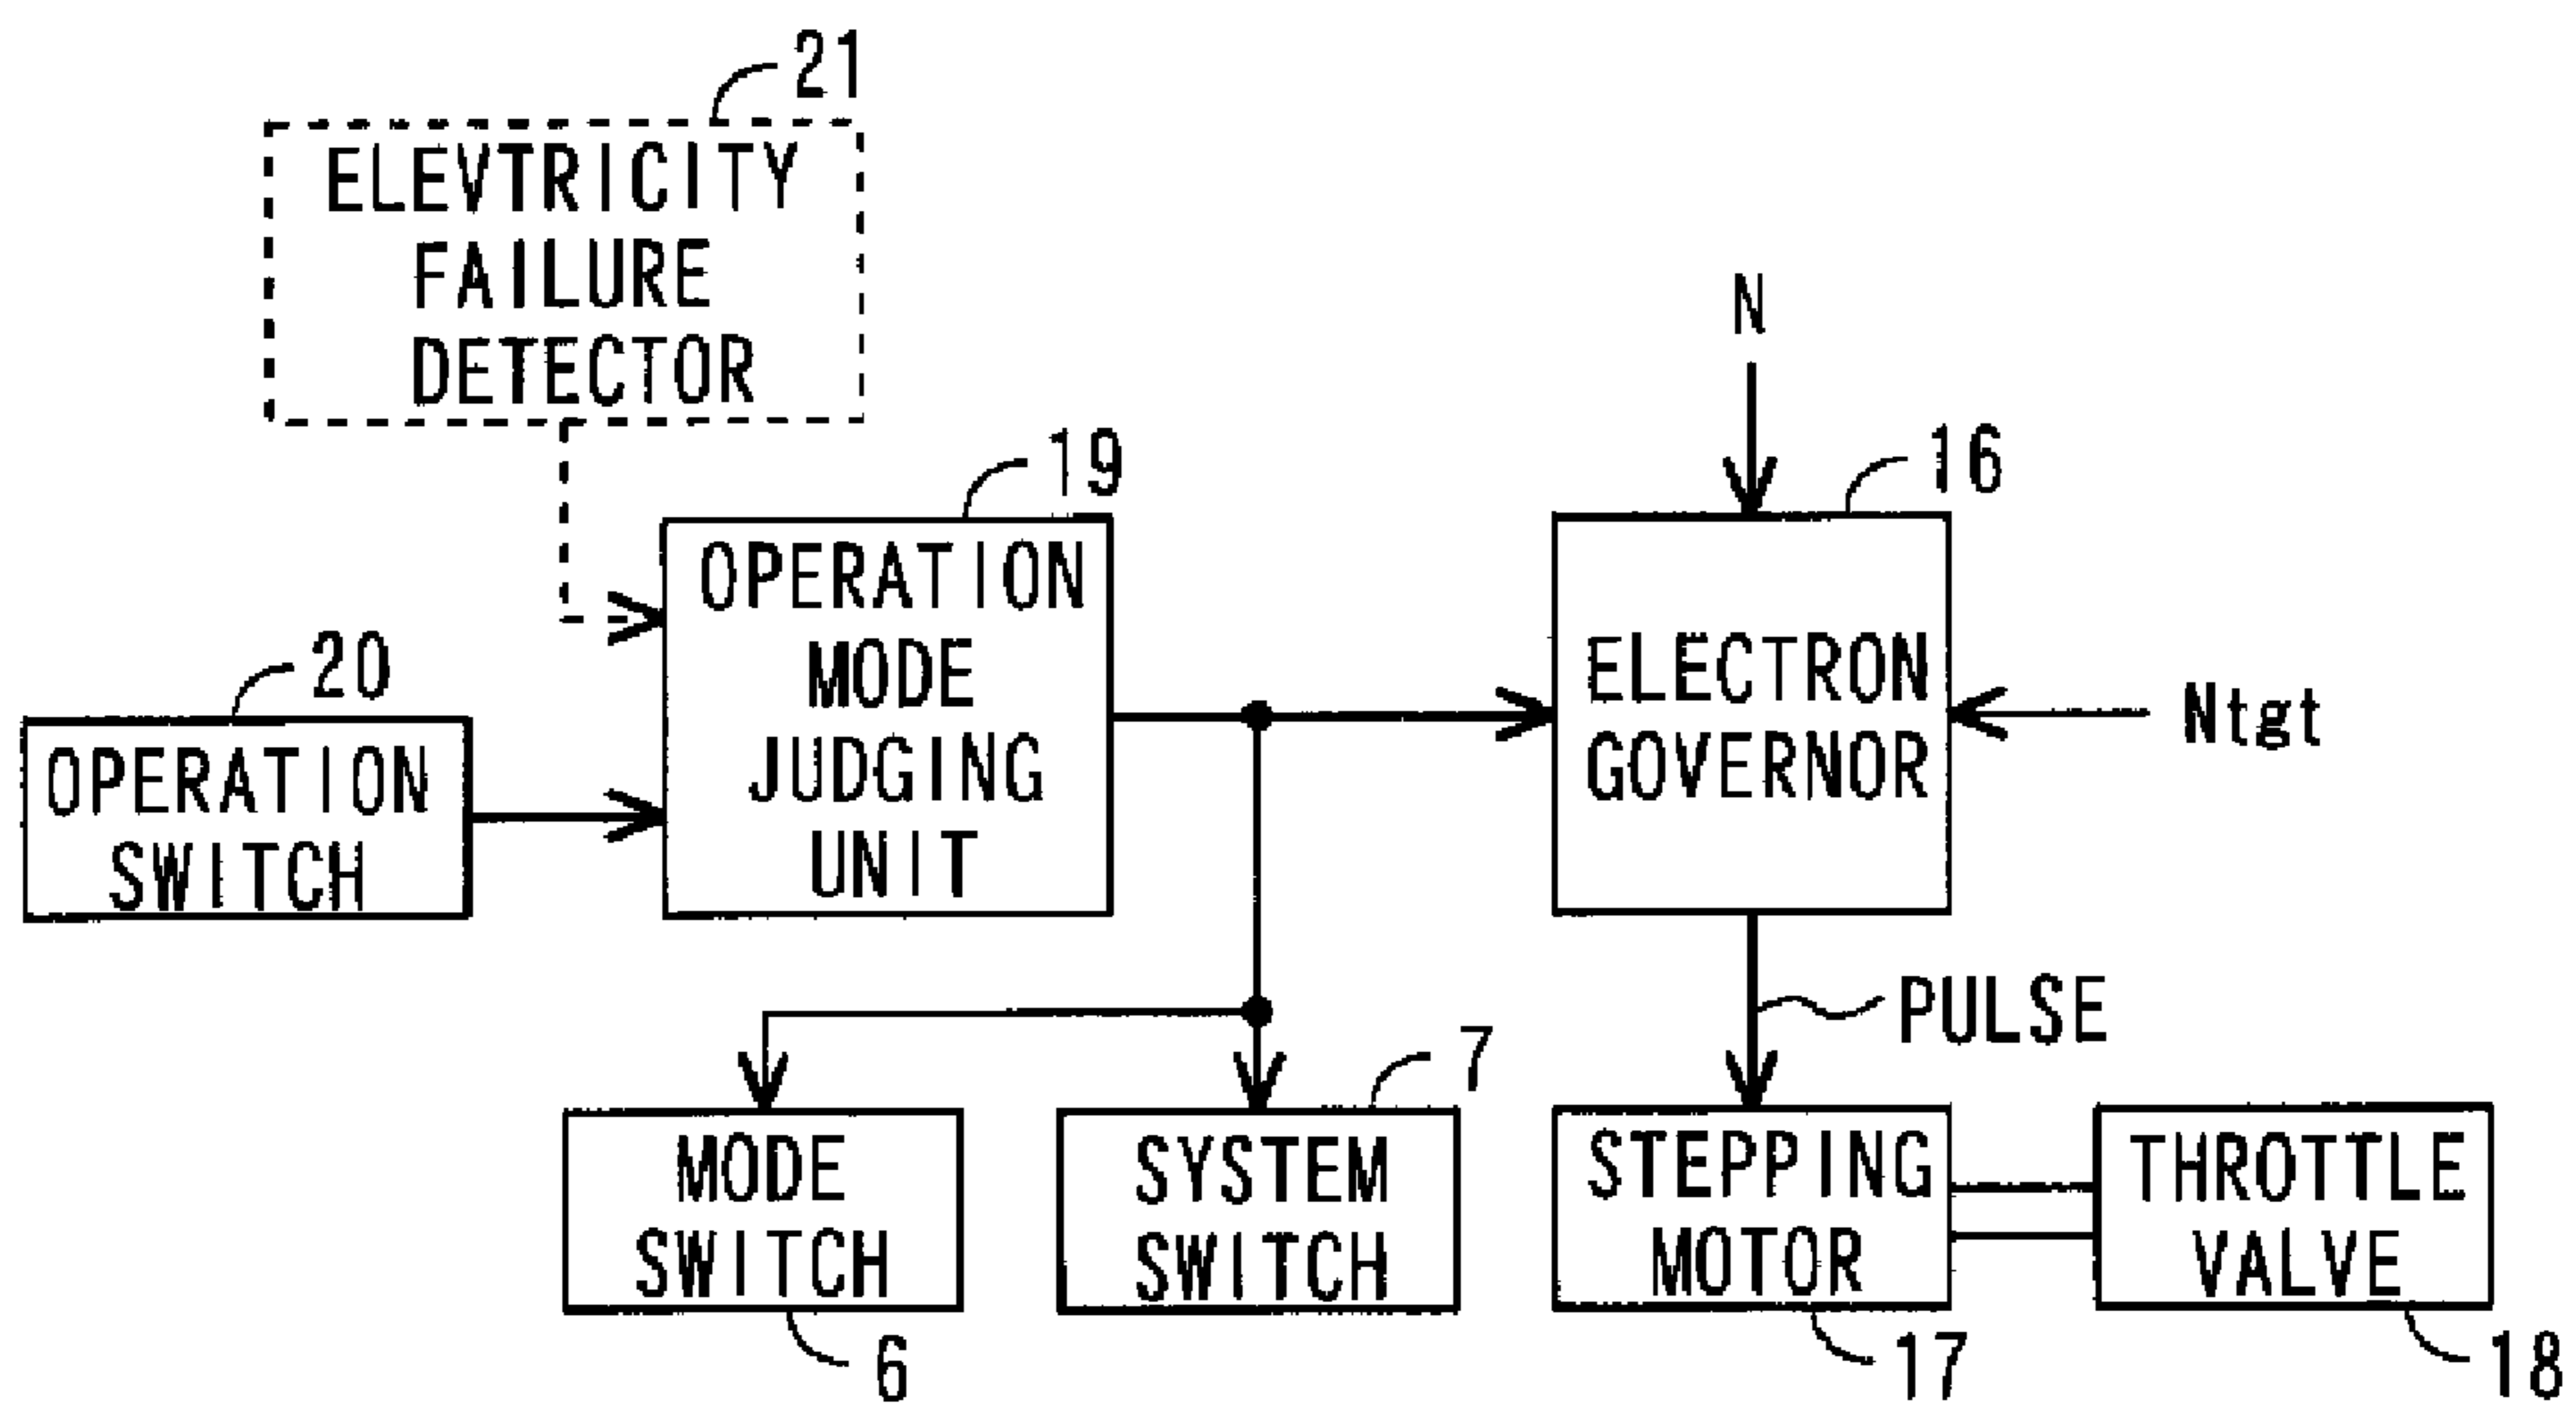 21
ELEVTRICITY
FAILURE
DETECTOR
N
19
16
OPERATION
MODE
JUDGING
UNIT
ELECTRON
GOVERNOR
Ntgt
20
OPERATION
SWITCH
PULSE
7
MODE
SWITCH
SYSTEM
SWITCH
STEPPING
MOTOR
THROTTLE
VALVE
6
17
18